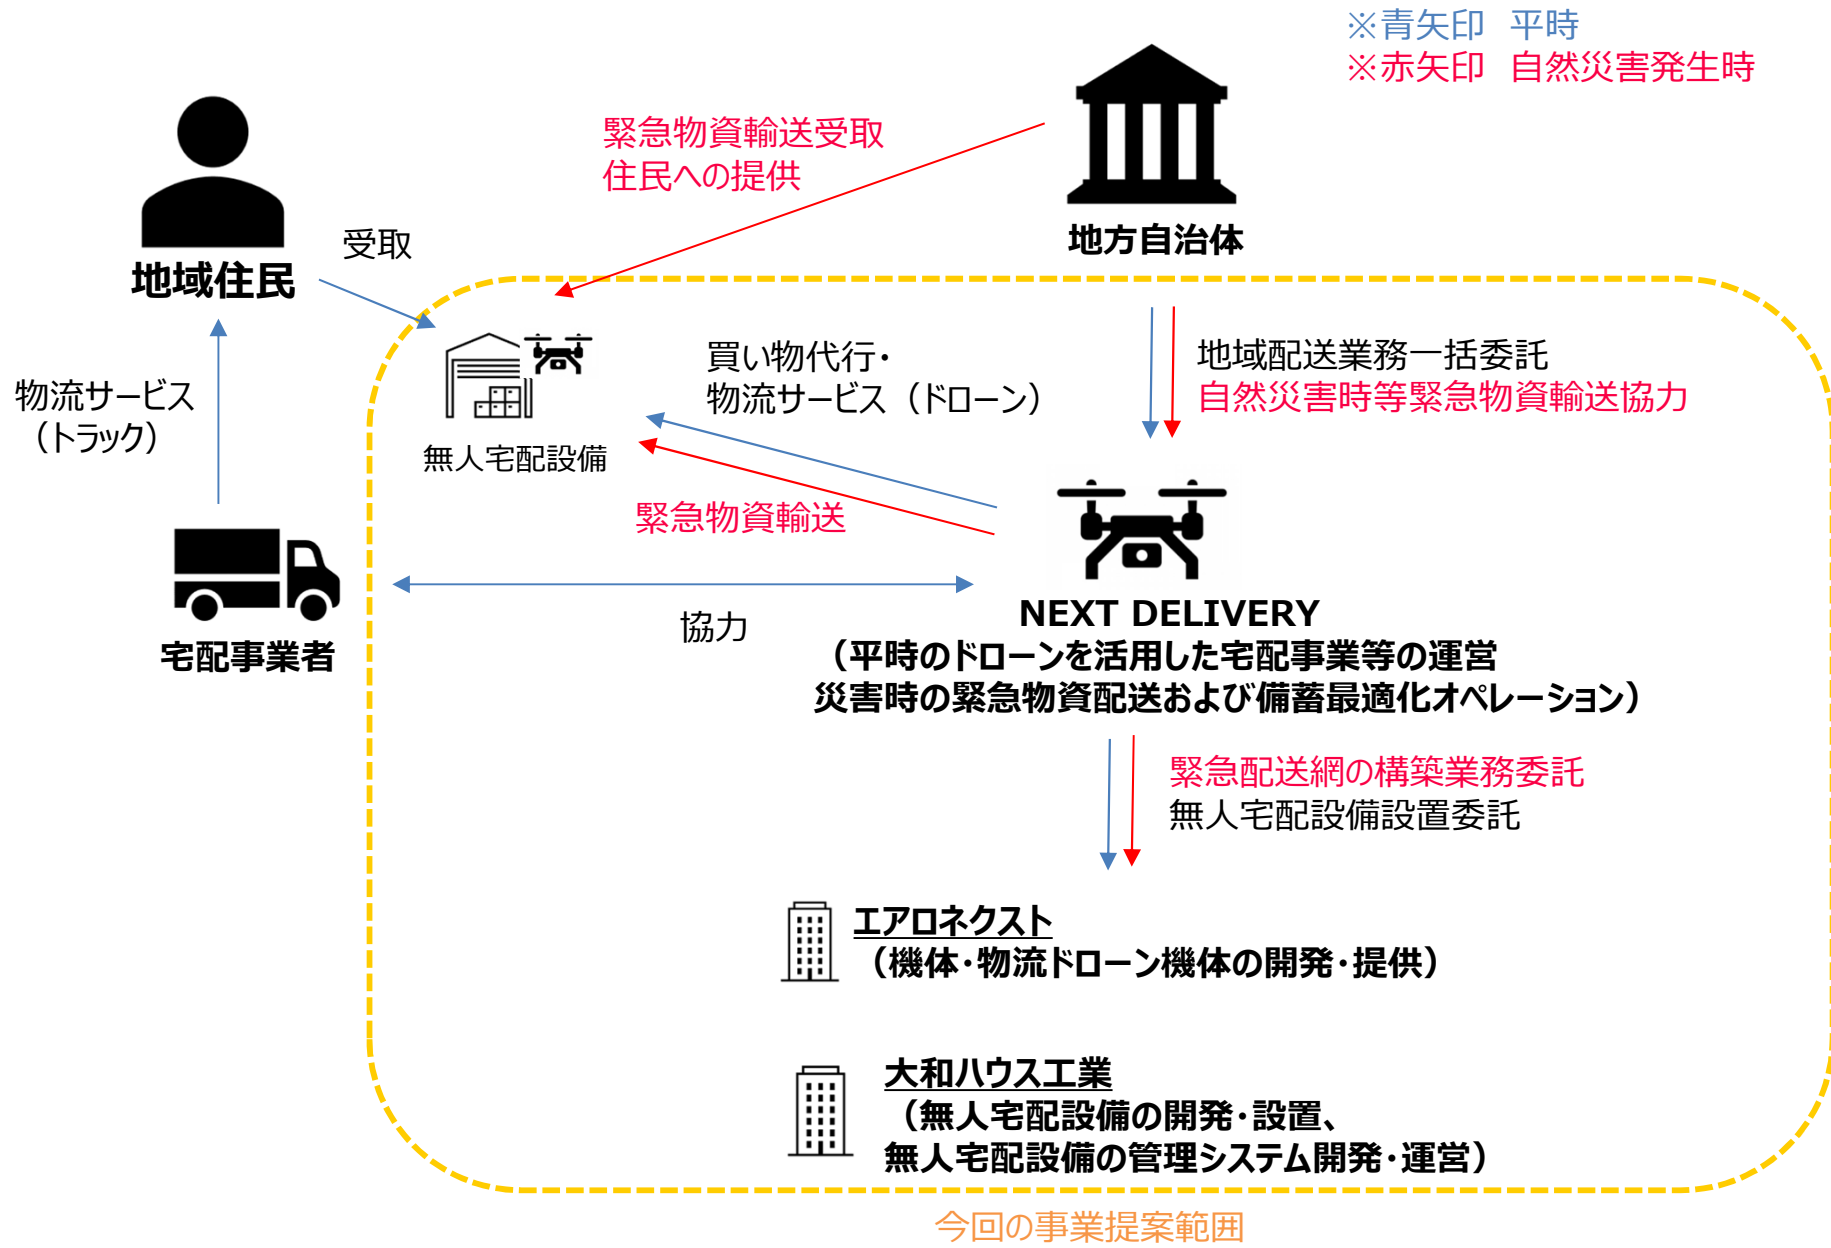 ※青矢印　平時
※赤矢印　自然災害発生時
緊急物資輸送受取
住民への提供
地方自治体
受取
地域住民
買い物代行・
物流サービス（ドローン）
地域配送業務一括委託
自然災害時等緊急物資輸送協力
物流サービス
（トラック）
無人宅配設備
緊急物資輸送
協力
宅配事業者
NEXT DELIVERY
（平時のドローンを活用した宅配事業等の運営
災害時の緊急物資配送および備蓄最適化オペレーション）
緊急配送網の構築業務委託
無人宅配設備設置委託
エアロネクスト
（機体・物流ドローン機体の開発・提供）
大和ハウス工業
（無人宅配設備の開発・設置、
無人宅配設備の管理システム開発・運営）
今回の事業提案範囲